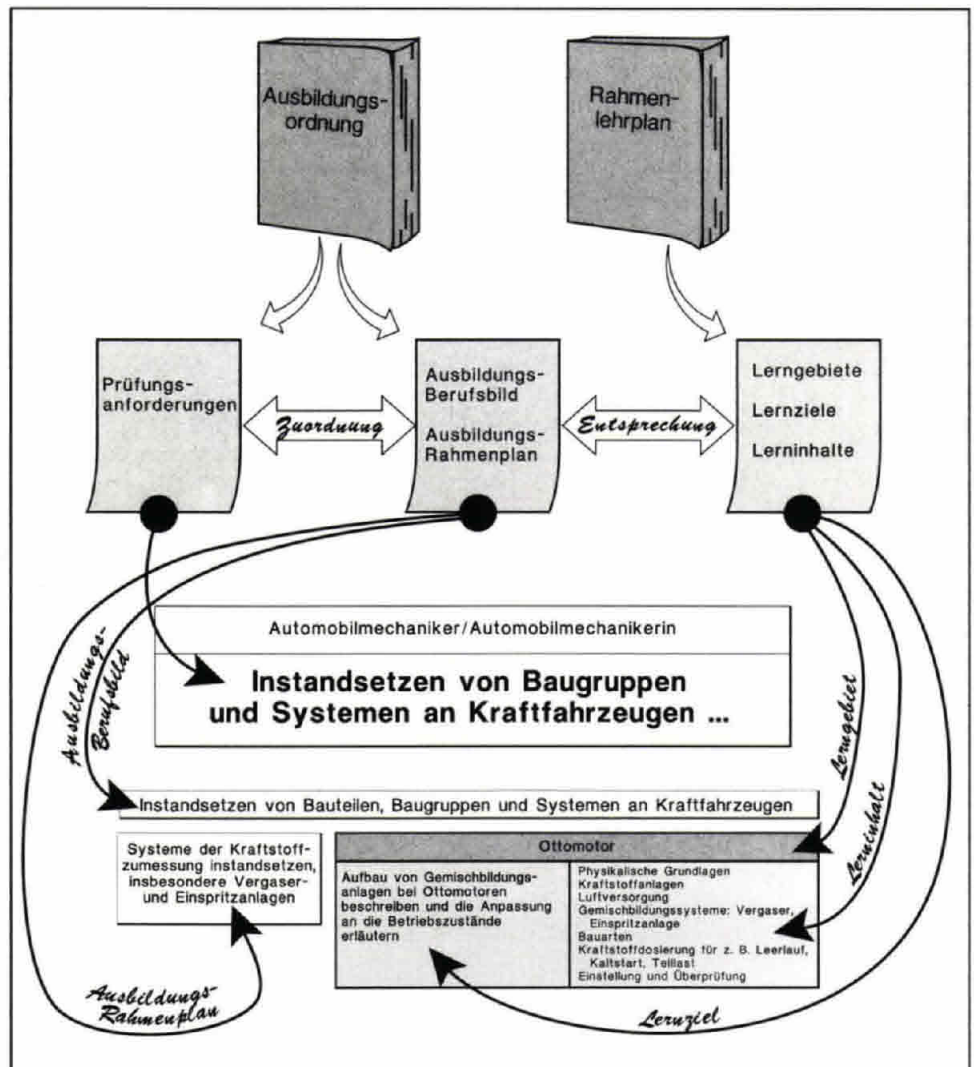 Ausbildungs-
ordnung
Rahmen-
lehrplan
Prüfungs-
anforderungen
Zuordnung
Ausbildungs-
Berufsbild
Ausbildungs-
Rahmenplan
Entsprechung
Lerngebiete
Lernziele
Lerninhalte
Automobilmechaniker/Automobilmechanikerin
Instandsetzen von Baugruppen
und Systemen an Kraftfahrzeugen ...
Ausbildungs-
Berufsbild
Lerngebiet
Lerninhalt
Instandsetzen von Bauteilen, Baugruppen und Systemen an Kraftfahrzeugen
Systeme der Kraftstoff-
zumessung instandsetzen,
insbesondere Vergaser-
und Einspritzanlagen
Ottomotor
Aufbau von Gemischbildungs-
anlagen bei Ottomotoren
beschreiben und die Anpassung
an die Betriebszustände
erläutern
Physikalische Grundlagen
Kraftstoffanlagen
Luftversorgung
Gemischbildungssysteme: Vergaser,
Einspritzanlage
Bauarten
Kraftstoffdosierung für z. B. Leerlauf,
Kaltstart, Teillast
Einstellung und Überprüfung
Ausbildungs-
Rahmenplan
Lernziel